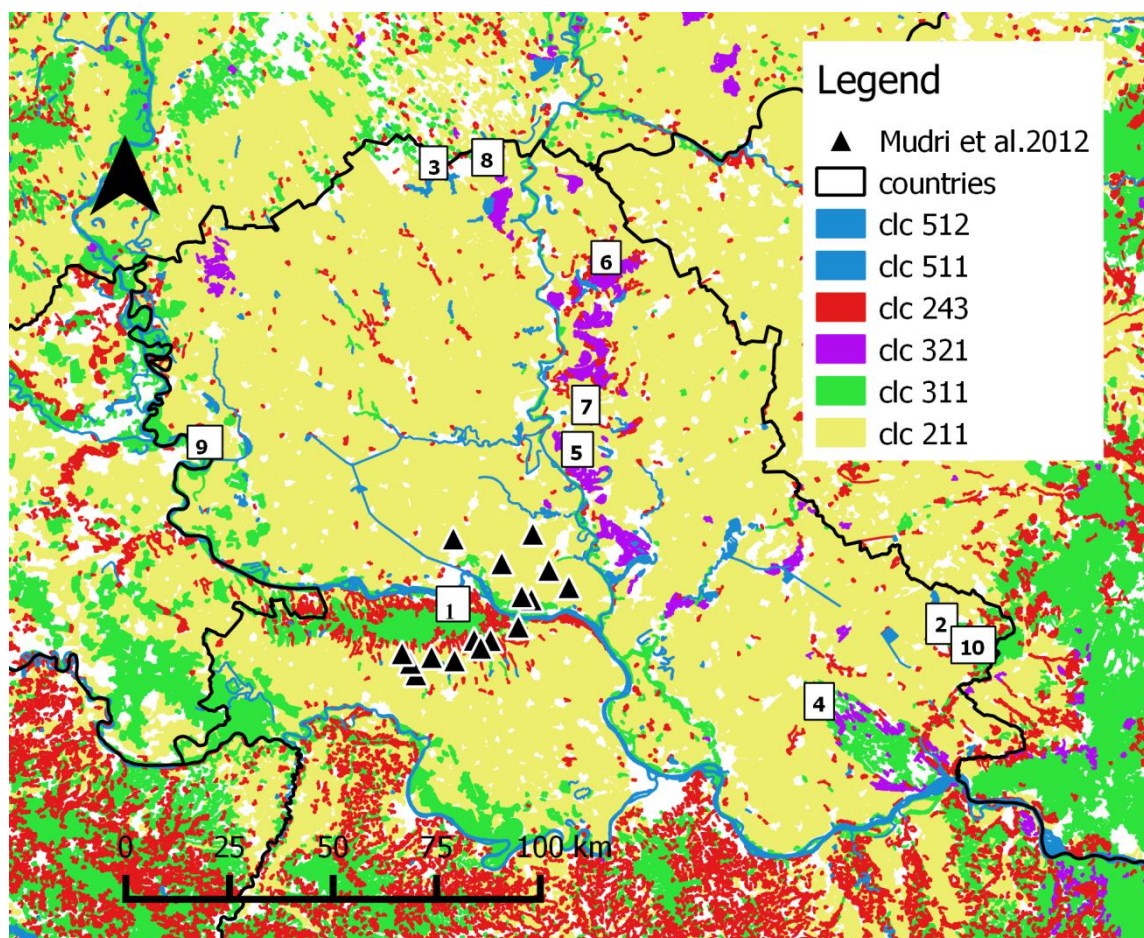 Legend
Mudri et al.2012
countries
clc 512
clc 511
clc 243
clc 321
clc 311
clc 211
3
8
6
7
5
9
1
2
10
4
0 25 50 75 100 km